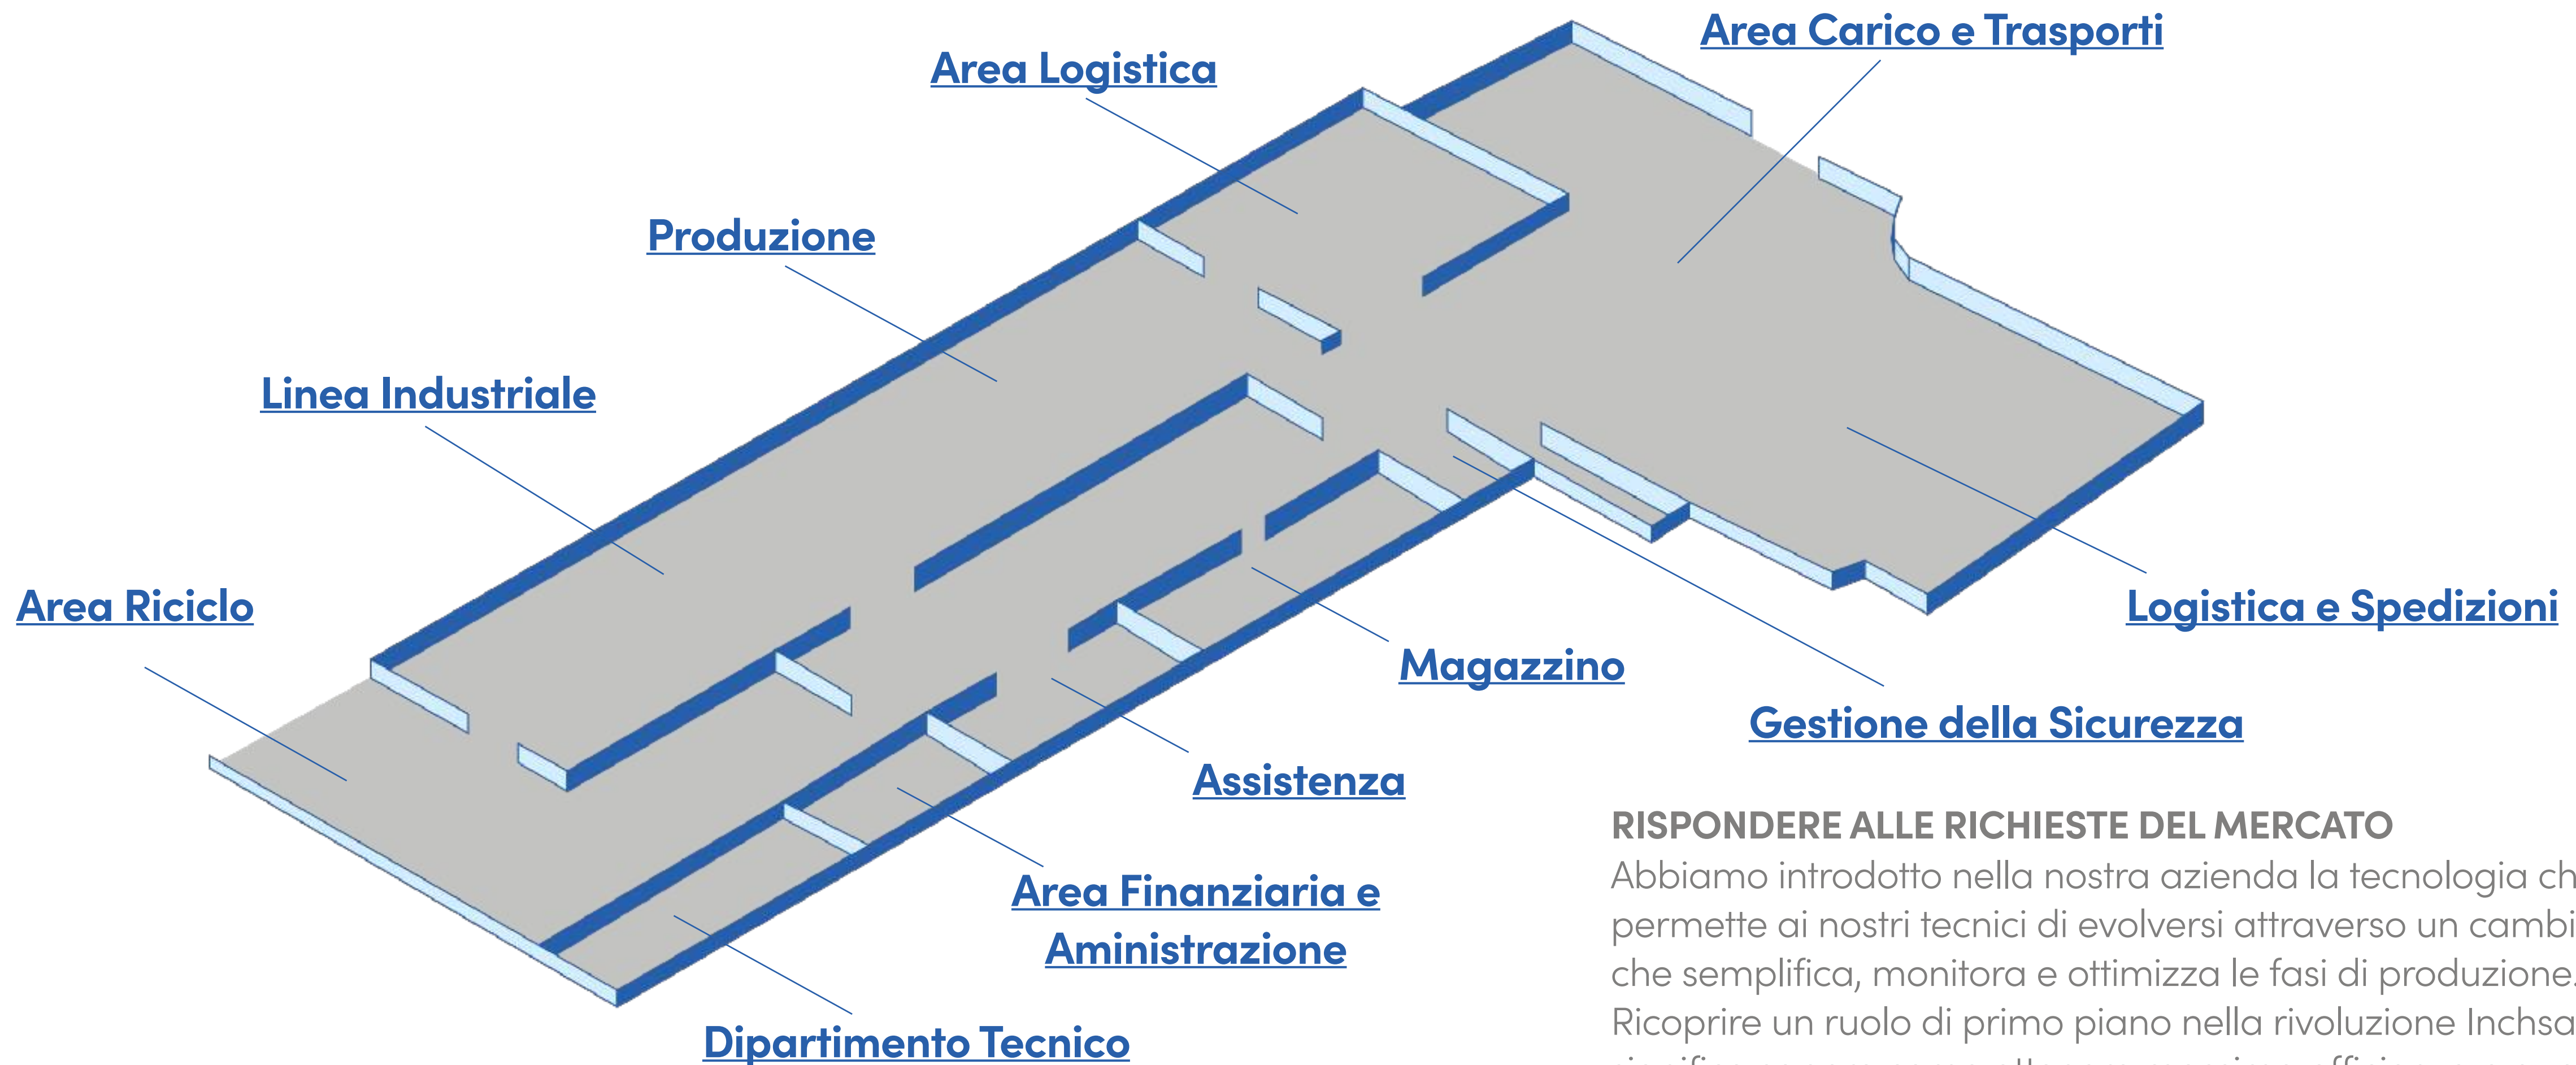 Area Carico e Trasporti
Area Logistica
Produzione
Linea Industriale
Area Riciclo
Logistica e Spedizioni
Magazzino
Gestione della Sicurezza
Assistenza
Area Finanziaria e
Aministrazione
Dipartimento Tecnico
RISPONDERE ALLE RICHIESTE DEL MERCATO
Abbiamo introdotto nella nostra azienda la tecnologia ch
permette ai nostri tecnici di evolversi attraverso un cambi
che semplifica, monitora e ottimizza le fasi di produzione.
Ricoprire un ruolo di primo piano nella rivoluzione Inchsa